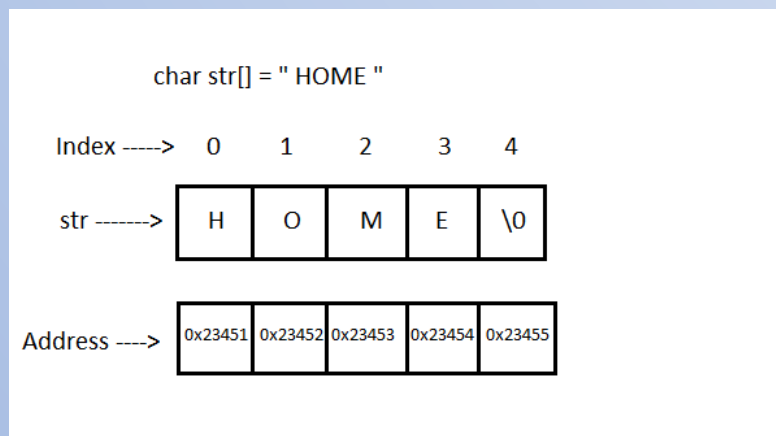 char str[] = " HOME "
Index -----> 0 1 2 3 4
str -------> H O M E \0
Address ----> 0x23451 0x23452 0x23453 0x23454 0x23455